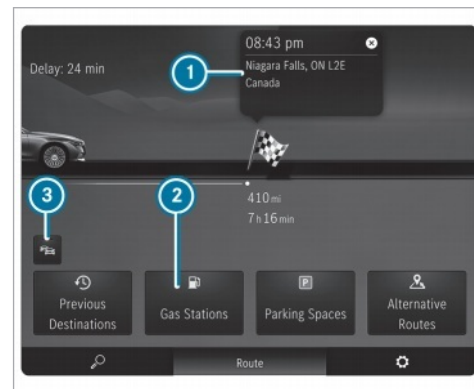 08:43 pm
Delay: 24 min
Niagara Falls, ON L2E
Canada
1
3
2
410 mi
7 h 16 min
Previous
Destinations
Gas Stations
P
Parking Spaces
Alternative
Routes
Route